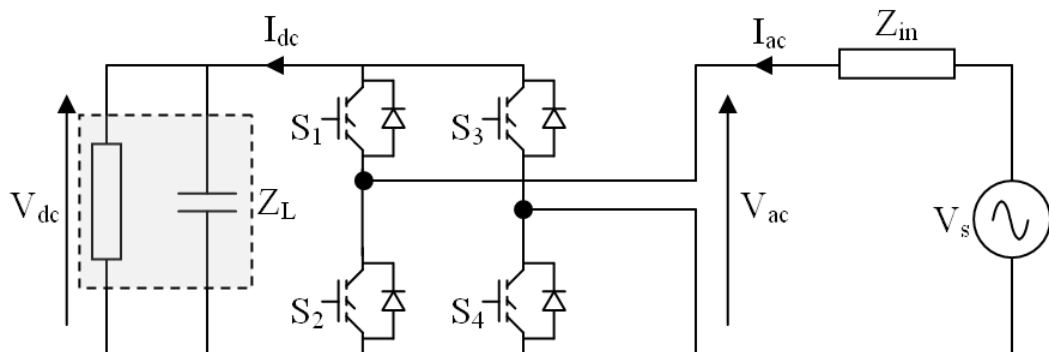 I_dc
I_ac
Z_in
S_1
S_3
V_dc
Z_L
V_ac
V_s
S_2
S_4